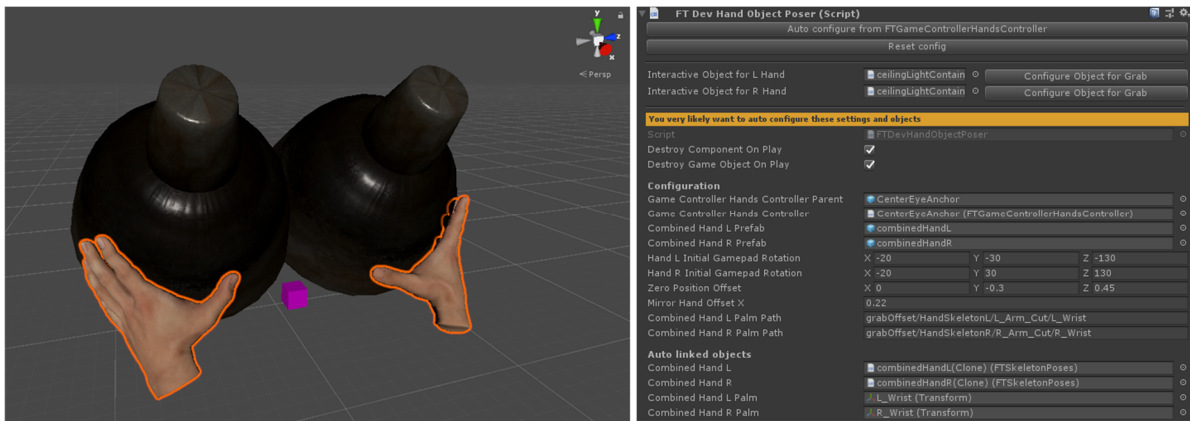 y
z
x
Persp
FT Dev Hand Object Poser (Script)
Auto configure from FTGameControllerHandsController
Reset config
Interactive Object for L Hand ceilingLightContain Configure Object for Grab
Interactive Object for R Hand ceilingLightContain Configure Object for Grab
You very likely want to auto configure these settings and objects
Script FTDevHandObjectPoser
Destroy Component On Play
Destroy Game Object On Play
Configuration
Game Controller Hands Controller Parent CenterEyeAnchor
Game Controller Hands Controller CenterEyeAnchor (FTGameControllerHandsController)
Combined Hand L Prefab combinedHandL
Combined Hand R Prefab combinedHandR
Hand L Initial Gamepad Rotation X -20 Y -30 Z -130
Hand R Initial Gamepad Rotation X -20 Y 30 Z 130
Zero Position Offset X 0 Y -0.3 Z 0.45
Mirror Hand Offset X 0.22
Combined Hand L Palm Path grabOffset/HandSkeletonL/L_Arm_Cut/L_Wrist
Combined Hand R Palm Path grabOffset/HandSkeletonR/R_Arm_Cut/R_Wrist
Auto linked objects
Combined Hand L combinedHandL(Clone) (FTSkeletonPoses)
Combined Hand R combinedHandR(Clone) (FTSkeletonPoses)
Combined Hand L Palm L_Wrist (Transform)
Combined Hand R Palm R_Wrist (Transform)